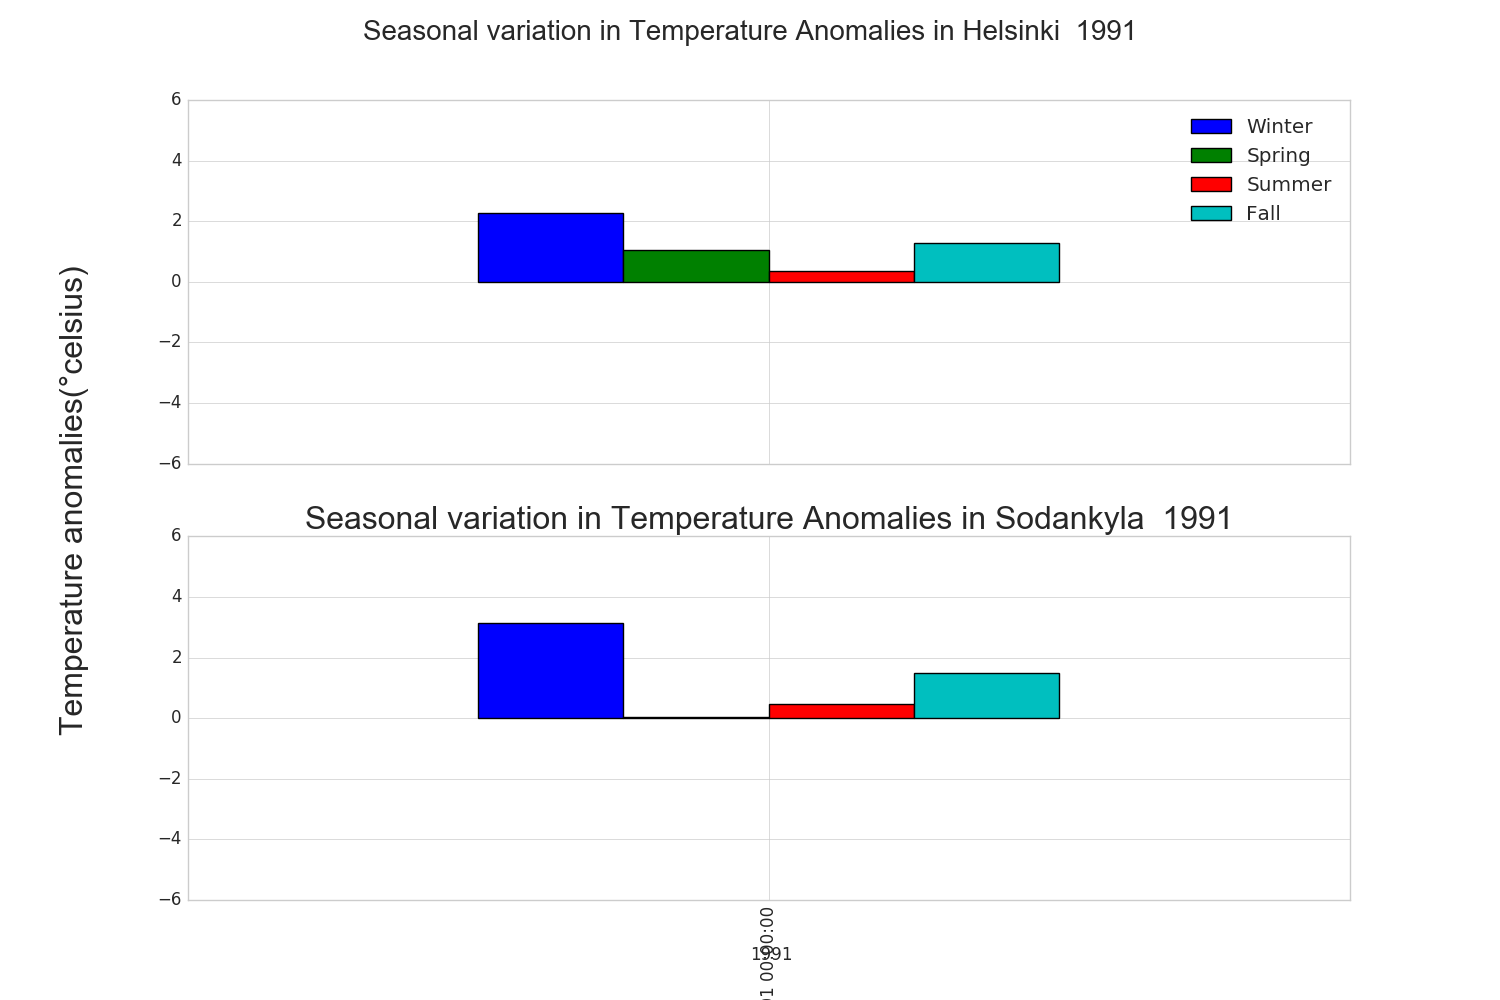 Seasonal variation in Temperature Anomalies in Helsinki  1991
6
4
2
0
−2
−4
−6
Winter
Spring
Summer
Fall
Temperature anomalies(°celsius)
Seasonal variation in Temperature Anomalies in Sodankyla  1991
6
4
2
0
−2
−4
−6
1991